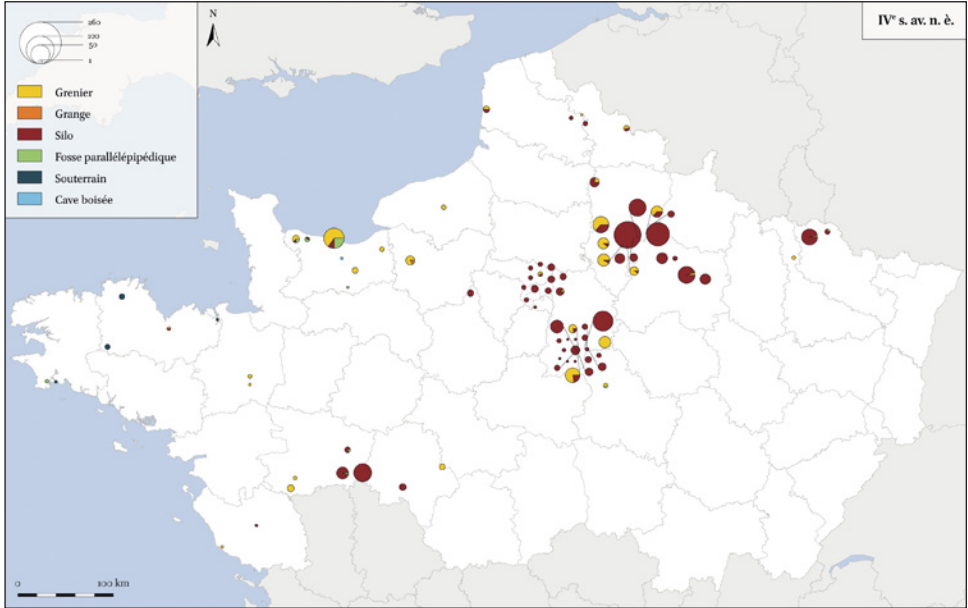 260
100
50
1
N
IVᵉ s. av. n. è.
Grenier
Grange
Silo
Fosse parallélépipédique
Souterrain
Cave boisée
0 100 km